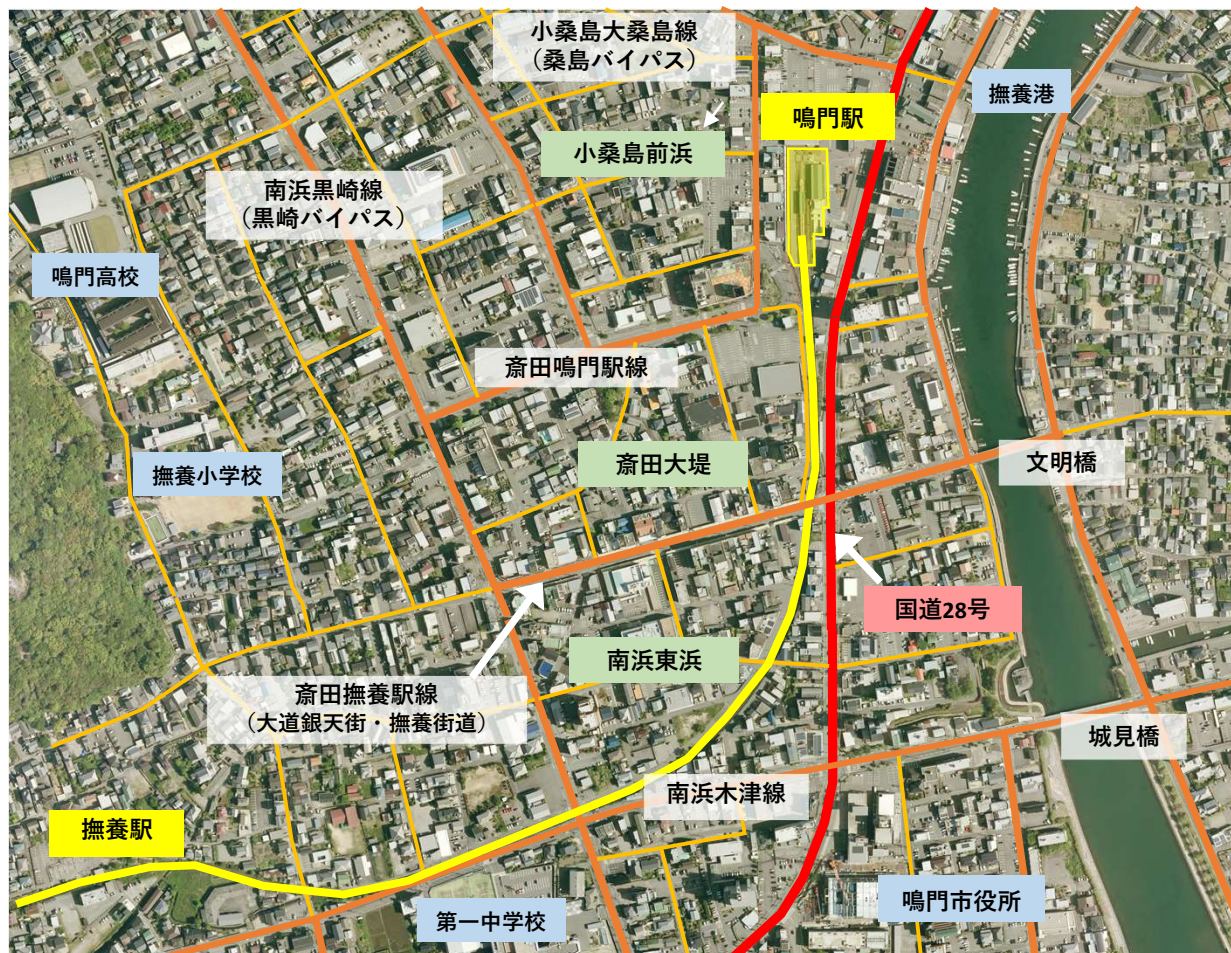 小桑島大桑島線
（桑島バイパス）
撫養港
鳴門駅
小桑島前浜
南浜黒崎線
（黒崎バイパス）
鳴門高校
斎田鳴門駅線
斎田大堤
文明橋
撫養小学校
国道28号
南浜東浜
斎田撫養駅線
（大道銀天街・撫養街道）
城見橋
南浜木津線
撫養駅
鳴門市役所
第一中学校